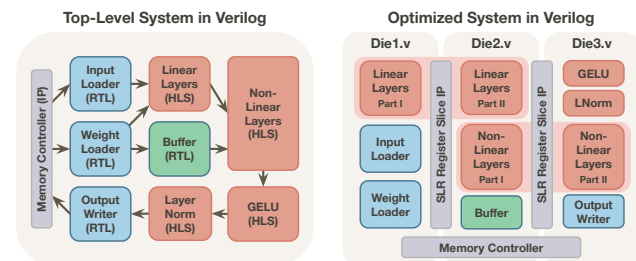 Top-Level System in Verilog
Memory Controller (IP)
Input
Loader
(RTL)
Linear
Layers
(HLS)
Non-
Linear
Layers
(HLS)
Weight
Loader
(RTL)
Buffer
(RTL)
Output
Writer
(RTL)
Layer
Norm
(HLS)
GELU
(HLS)
Optimized System in Verilog
Die1.v
Die2.v
Die3.v
Linear
Layers
Part I
Input
Loader
Weight
Loader
SLR Register Slice IP
Linear
Layers
Part II
Non-
Linear
Layers
Part I
Buffer
SLR Register Slice IP
GELU
LNorm
Non-
Linear
Layers
Part II
Output
Writer
Memory Controller